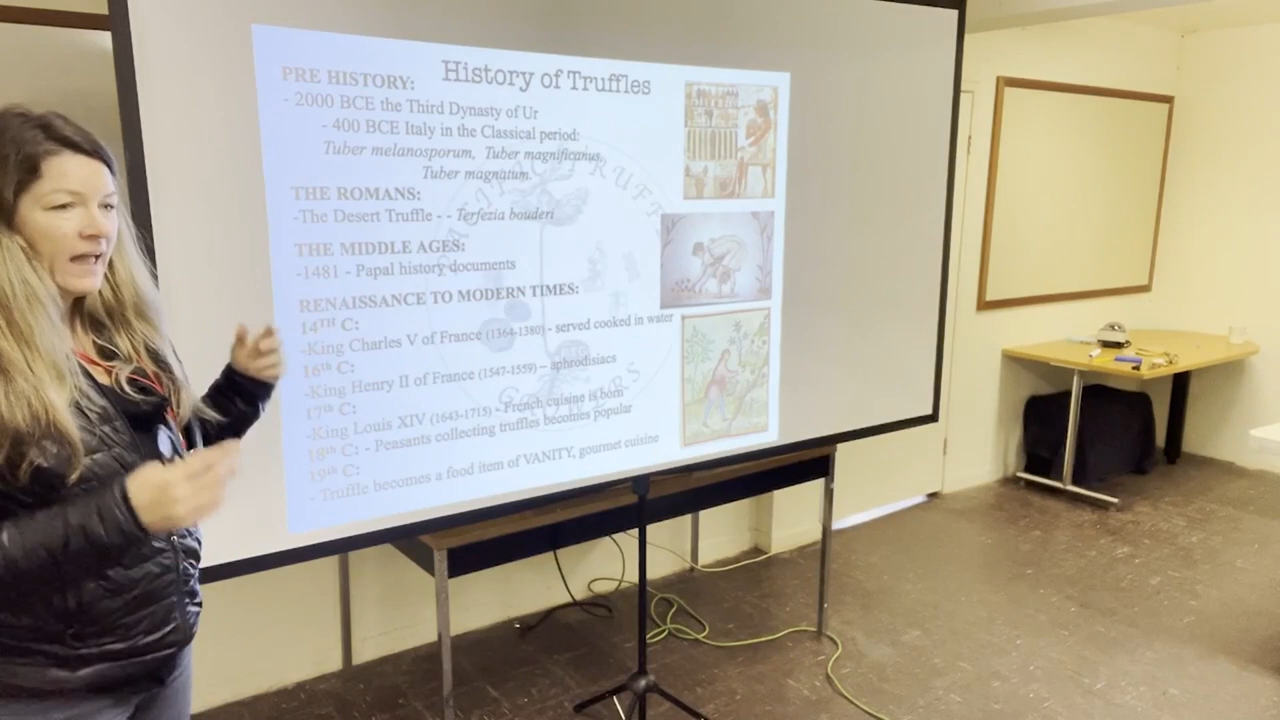 History of Truffles
PRE HISTORY:
- 2000 BCE the Third Dynasty of Ur
- 400 BCE Italy in the Classical period:
Tuber melanosporum, Tuber magnificanus,
Tuber magnatum.
THE ROMANS:
-The Desert Truffle - - Terfezia bouderi
THE MIDDLE AGES:
-1481 - Papal history documents
RENAISSANCE TO MODERN TIMES:
14TH C:
-King Charles V of France (1364-1380) - served cooked in water
16th C:
-King Henry II of France (1547-1559) – aphrodisiacs
17th C:
-King Louis XIV (1643-1715) - French cuisine is born
18th C: - Peasants collecting truffles becomes popular
19th C:
- Truffle becomes a food item of VANITY, gourmet cuisine
GROWERS